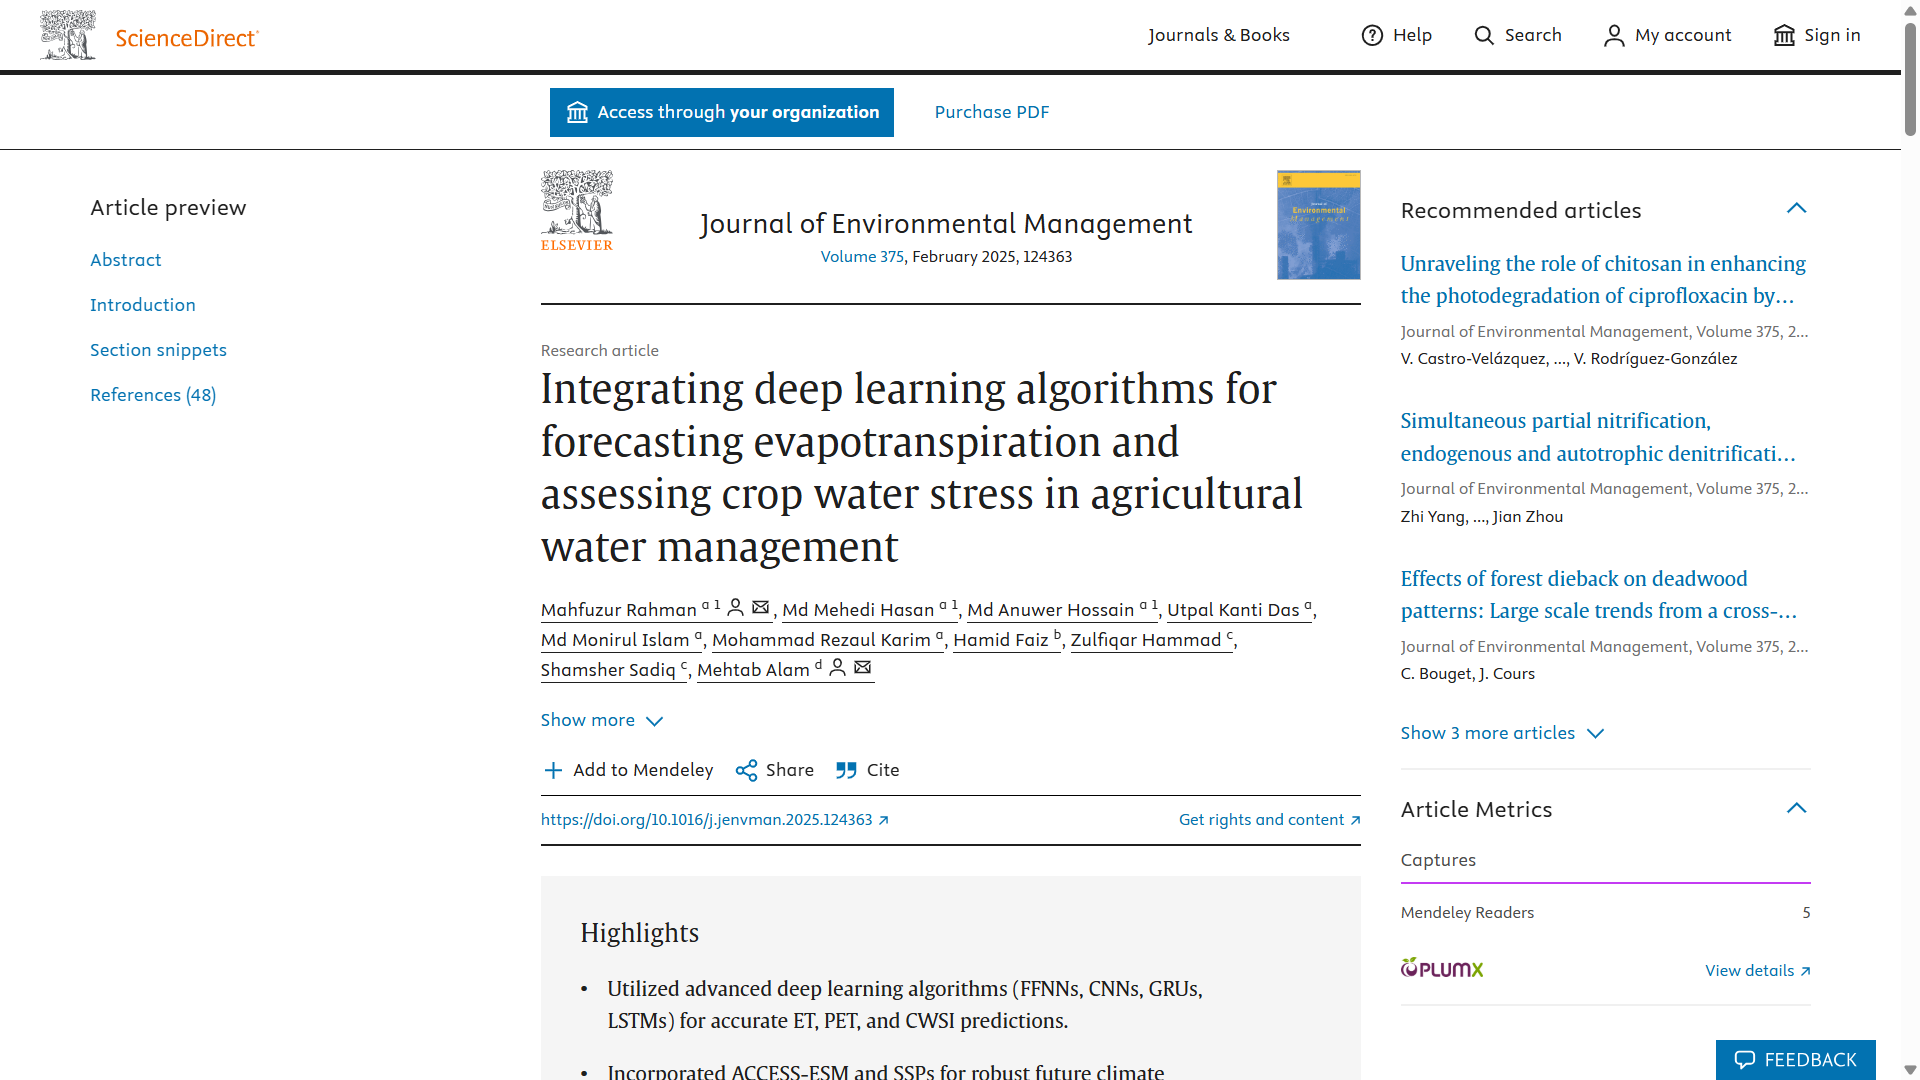 ScienceDirect
Journals & Books
Help
Search
My account
Sign in
Access through your organization
Purchase PDF
Article preview
Abstract
Introduction
Section snippets
References (48)
ELSEVIER
Journal of Environmental Management
Volume 375, February 2025, 124363
Environmental
Management
Research article
Integrating deep learning algorithms for
forecasting evapotranspiration and
assessing crop water stress in agricultural
water management
Mahfuzur Rahman a 1, Md Mehedi Hasan a 1, Md Anuwer Hossain a 1, Utpal Kanti Das a,
Md Monirul Islam a, Mohammad Rezaul Karim a, Hamid Faiz b, Zulfiqar Hammad c,
Shamsher Sadiq c, Mehtab Alam d
Show more
Add to Mendeley
Share
Cite
https://doi.org/10.1016/j.jenvman.2025.124363
Get rights and content
Highlights
• Utilized advanced deep learning algorithms (FFNNs, CNNs, GRUs,
LSTMs) for accurate ET, PET, and CWSI predictions.
• Incorporated ACCESS-ESM and SSPs for robust future climate
Recommended articles
Unraveling the role of chitosan in enhancing
the photodegradation of ciprofloxacin by...
Journal of Environmental Management, Volume 375, 2...
V. Castro-Velázquez, ..., V. Rodríguez-González
Simultaneous partial nitrification,
endogenous and autotrophic denitrificati...
Journal of Environmental Management, Volume 375, 2...
Zhi Yang, ..., Jian Zhou
Effects of forest dieback on deadwood
patterns: Large scale trends from a cross-...
Journal of Environmental Management, Volume 375, 2...
C. Bouget, J. Cours
Show 3 more articles
Article Metrics
Captures
Mendeley Readers 5
PLUMX
View details
FEEDBACK